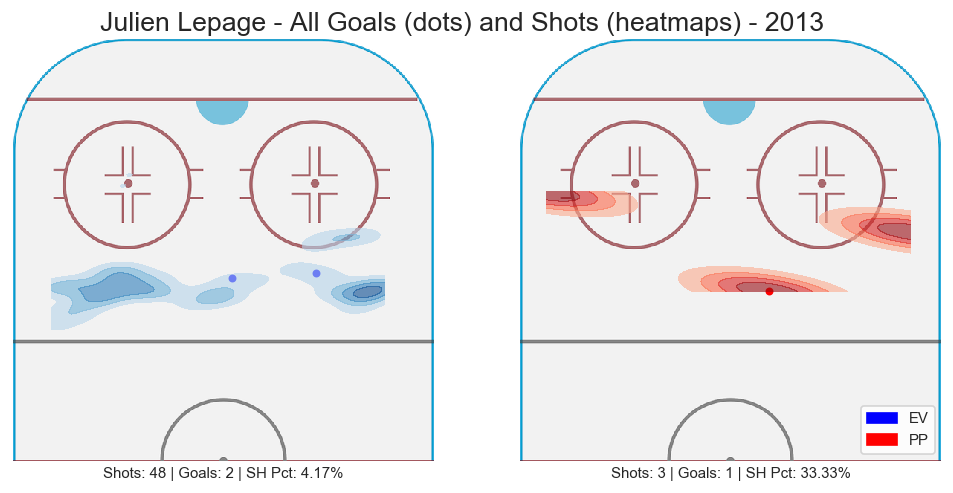 Julien Lepage - All Goals (dots) and Shots (heatmaps) - 2013
EV
PP
Shots: 48 | Goals: 2 | SH Pct: 4.17%
Shots: 3 | Goals: 1 | SH Pct: 33.33%